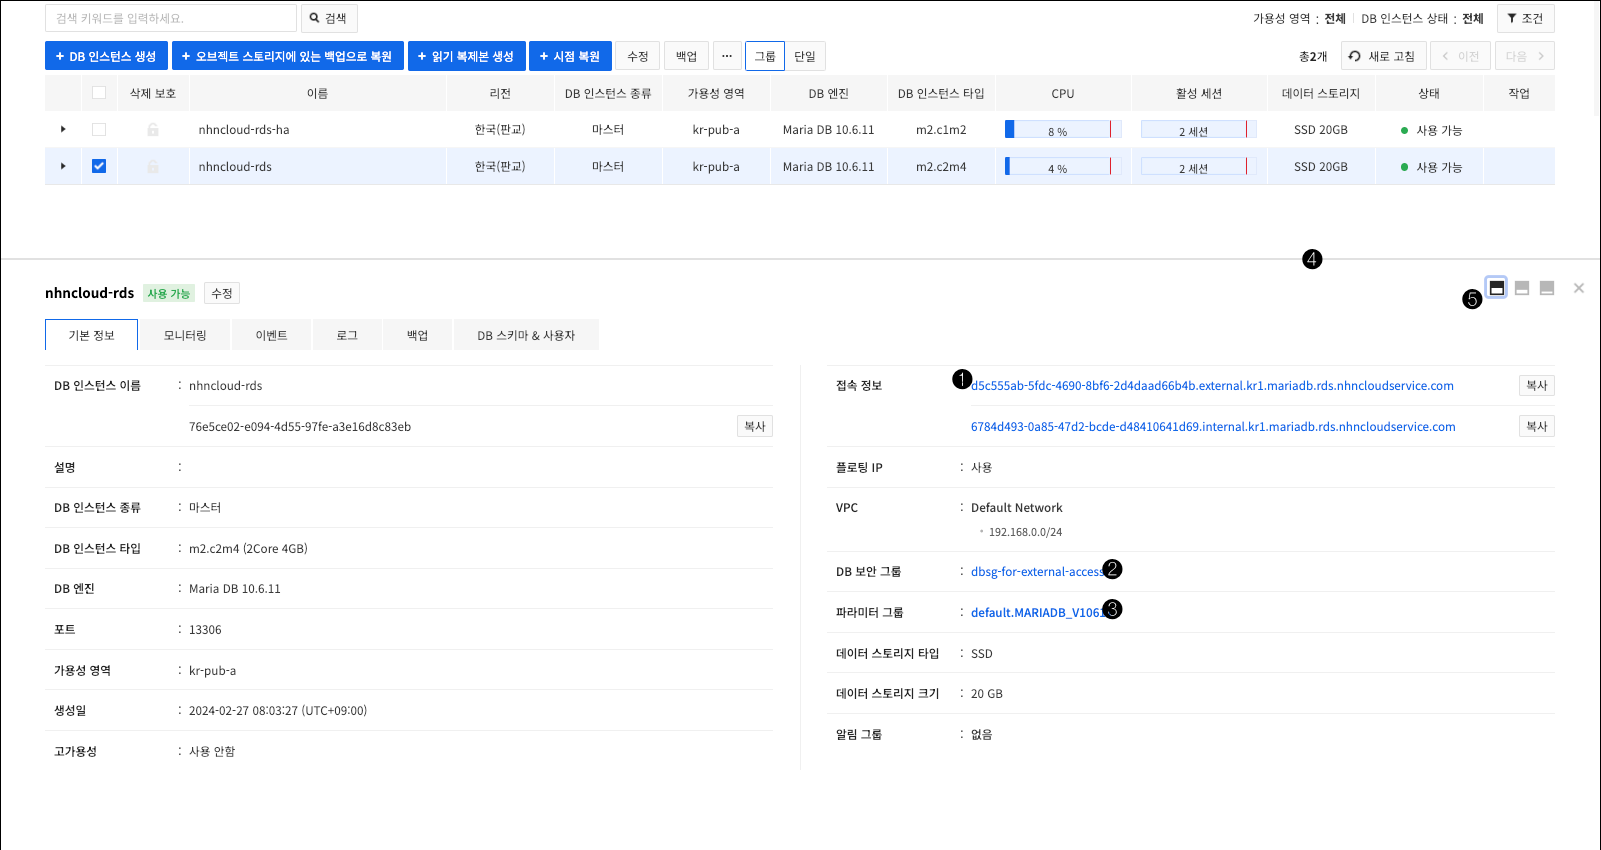 검색 키워드를 입력하세요.
검색
가용성 영역 : 전체
DB 인스턴스 상태 : 전체
조건
+ DB 인스턴스 생성
+ 오브젝트 스토리지에 있는 백업으로 복원
+ 읽기 복제본 생성
+ 시점 복원
수정
백업
···
그룹
단일
총2개
새로 고침
< 이전
다음 >
삭제 보호 이름 리전 DB 인스턴스 종류 가용성 영역 DB 엔진 DB 인스턴스 타입 CPU 활성 세션 데이터 스토리지 상태 작업
nhncloud-rds-ha 한국(판교) 마스터 kr-pub-a Maria DB 10.6.11 m2.c1m2 8 % 2 세션 SSD 20GB 사용 가능
nhncloud-rds 한국(판교) 마스터 kr-pub-a Maria DB 10.6.11 m2.c2m4 4 % 2 세션 SSD 20GB 사용 가능
4
nhncloud-rds 사용 가능 수정
5
기본 정보
모니터링
이벤트
로그
백업
DB 스키마 & 사용자
DB 인스턴스 이름 : nhncloud-rds
76e5ce02-e094-4d55-97fe-a3e16d8c83eb 복사
설명 :
DB 인스턴스 종류 : 마스터
DB 인스턴스 타입 : m2.c2m4 (2Core 4GB)
DB 엔진 : Maria DB 10.6.11
포트 : 13306
가용성 영역 : kr-pub-a
생성일 : 2024-02-27 08:03:27 (UTC+09:00)
고가용성 : 사용 안함
접속 정보 1 d5c555ab-5fdc-4690-8bf6-2d4daad66b4b.external.kr1.mariadb.rds.nhncloudservice.com 복사
6784d493-0a85-47d2-bcde-d48410641d69.internal.kr1.mariadb.rds.nhncloudservice.com 복사
플로팅 IP : 사용
VPC : Default Network
192.168.0.0/24
DB 보안 그룹 : dbsg-for-external-access 2
파라미터 그룹 : default.MARIADB_V1061 3
데이터 스토리지 타입 : SSD
데이터 스토리지 크기 : 20 GB
알림 그룹 : 없음